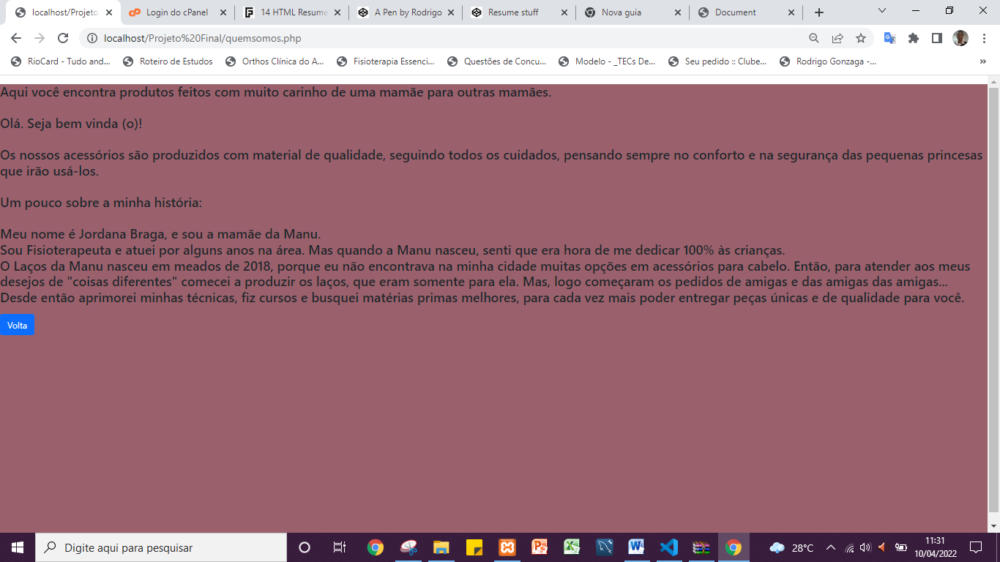 localhost/Projeto
Login do cPanel
14 HTML Resume
A Pen by Rodrigo
Resume stuff
Nova guia
Document
localhost/Projeto%20Final/quemsomos.php
RioCard - Tudo and...
Roteiro de Estudos
Orthos Clínica do A...
Fisioterapia Essenci...
Questões de Concu...
Modelo - _TECs De...
Seu pedido :: Clube...
Rodrigo Gonzaga -...
Aqui você encontra produtos feitos com muito carinho de uma mamãe para outras mamães.
Olá. Seja bem vinda (o)!
Os nossos acessórios são produzidos com material de qualidade, seguindo todos os cuidados, pensando sempre no conforto e na segurança das pequenas princesas
que irão usá-los.
Um pouco sobre a minha história:
Meu nome é Jordana Braga, e sou a mamãe da Manu.
Sou Fisioterapeuta e atuei por alguns anos na área. Mas quando a Manu nasceu, senti que era hora de me dedicar 100% às crianças.
O Laços da Manu nasceu em meados de 2018, porque eu não encontrava na minha cidade muitas opções em acessórios para cabelo. Então, para atender aos meus
desejos de "coisas diferentes" comecei a produzir os laços, que eram somente para ela. Mas, logo começaram os pedidos de amigas e das amigas das amigas...
Desde então aprimorei minhas técnicas, fiz cursos e busquei matérias primas melhores, para cada vez mais poder entregar peças únicas e de qualidade para você.
Volta
Digite aqui para pesquisar
28°C
11:31
10/04/2022